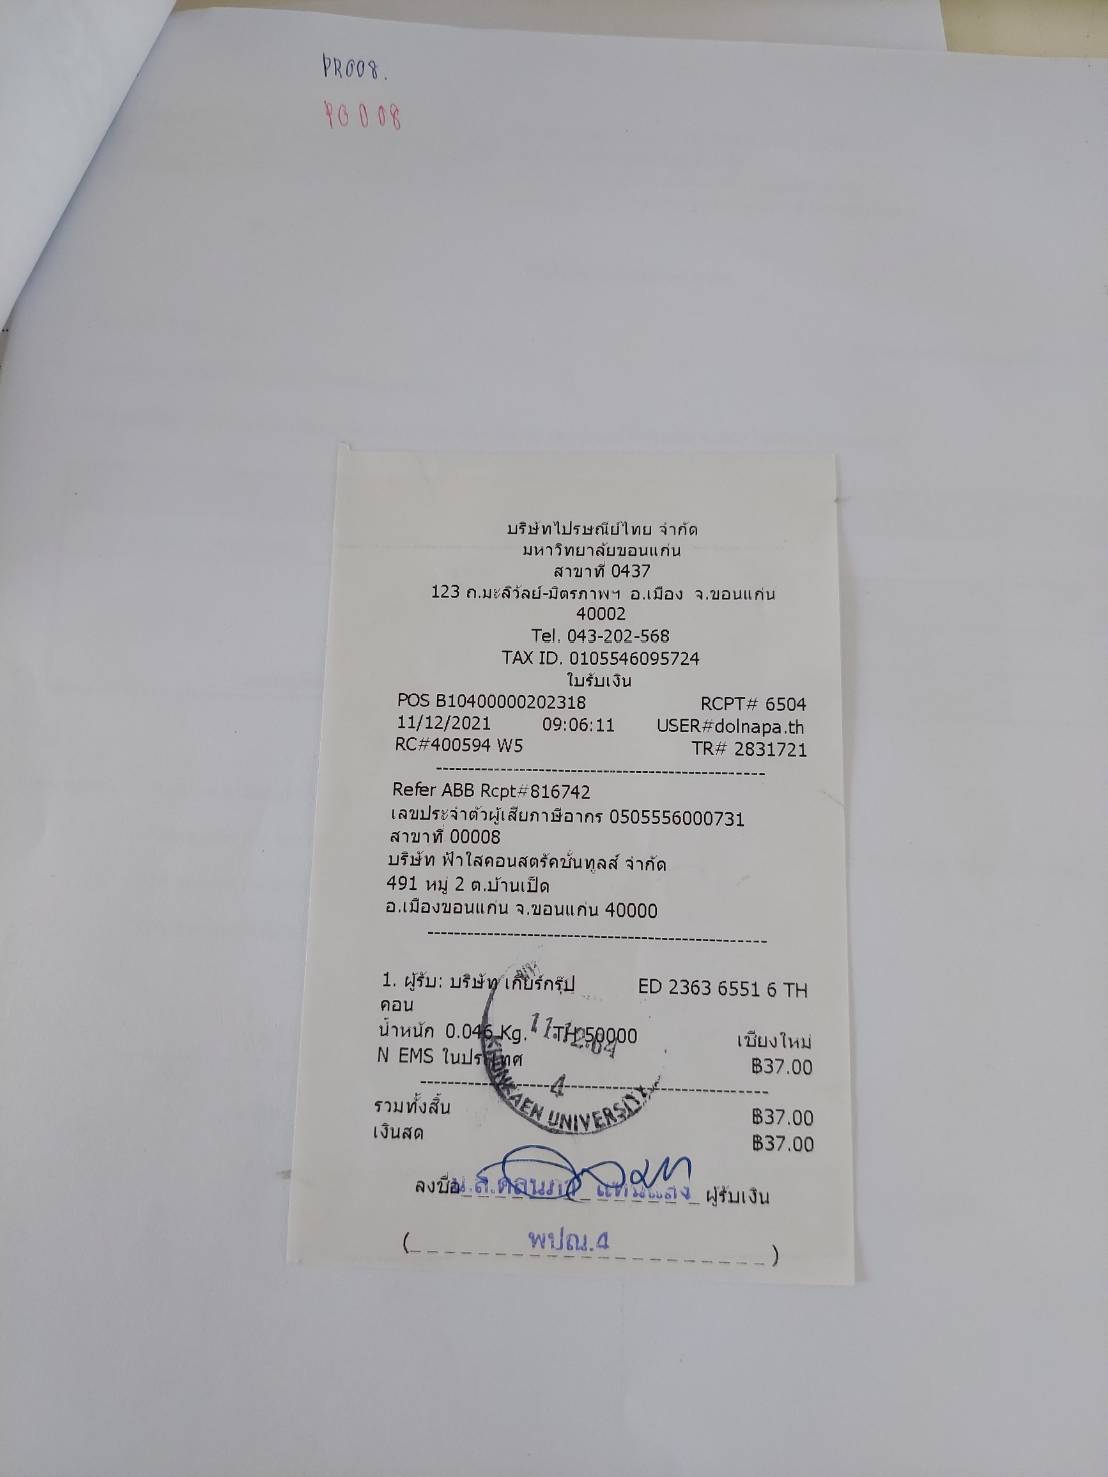 PR008.
PO 008
บริษัทไปรษณีย์ไทย จำกัด
มหาวิทยาลัยขอนแก่น
สาขาที่ 0437
123 ถ.มะลิวัลย์-มิตรภาพฯ อ.เมือง จ.ขอนแก่น
40002
Tel. 043-202-568
TAX ID. 0105546095724
ใบรับเงิน
POS B10400000202318 RCPT# 6504
11/12/2021 09:06:11 USER#dolnapa.th
RC#400594 W5 TR# 2831721
Refer ABB Rcpt#816742
เลขประจำตัวผู้เสียภาษีอากร 0505556000731
สาขาที่ 00008
บริษัท ฟ้าใสคอนสตรัคชั่นทูลส์ จำกัด
491 หมู่ 2 ต.บ้านเป็ด
อ.เมืองขอนแก่น จ.ขอนแก่น 40000
1. ผู้รับ: บริษัท เกียร์กรุ๊ป ED 2363 6551 6 TH
คอน
น้ำหนัก 0.046 Kg. TH 50000 เชียงใหม่
N EMS ในประเทศ ฿37.00
11.12.64
4
KHONKAEN UNIVERSITY
รวมทั้งสิ้น ฿37.00
เงินสด ฿37.00
ลงชื่อ น.ส.ดลนภา ผู้รับเงิน
( พปณ.4 )